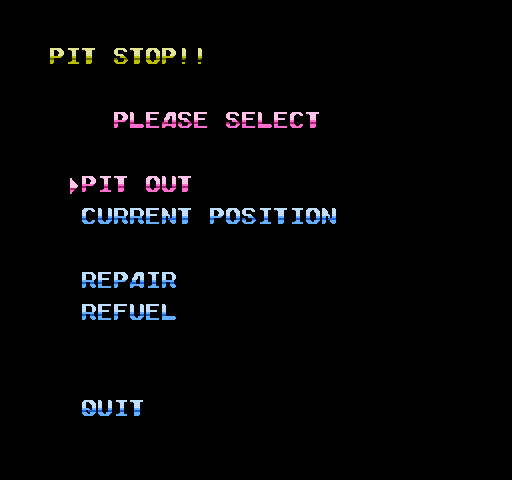 PIT STOP!!
PLEASE SELECT
PIT OUT
CURRENT POSITION
REPAIR
REFUEL
QUIT